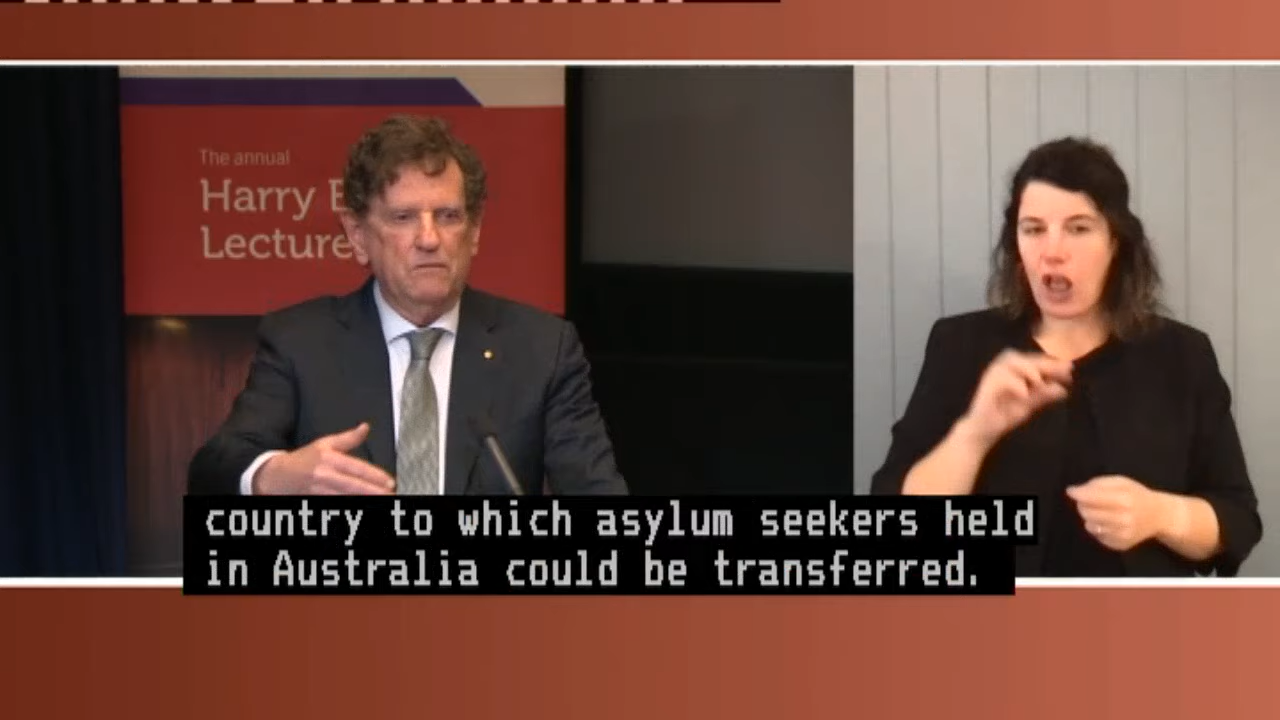 The annual
Harry
Lecture
country to which asylum seekers held
in Australia could be transferred.